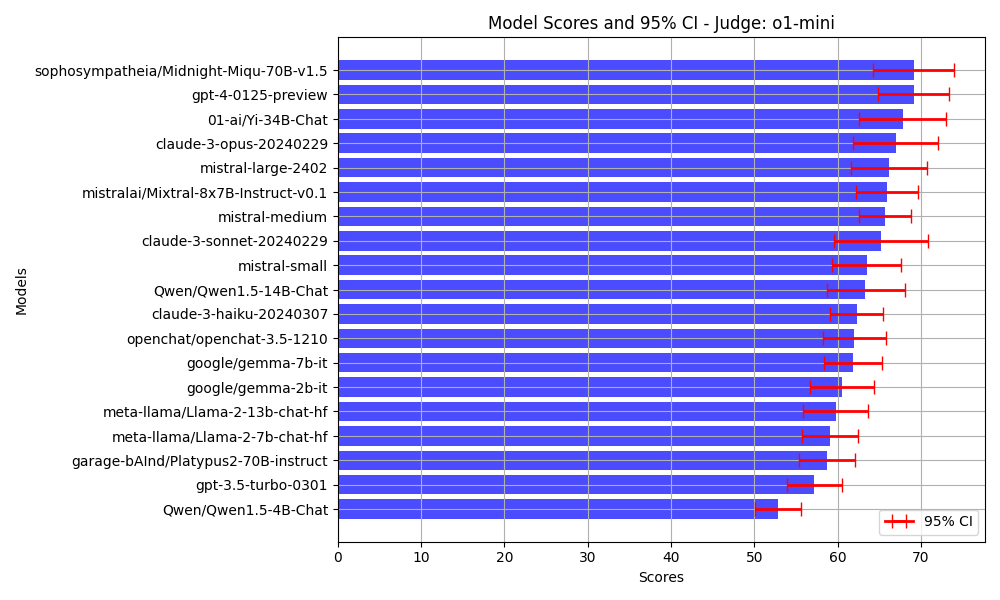 Model Scores and 95% CI - Judge: o1-mini
Models
sophosympatheia/Midnight-Miqu-70B-v1.5
gpt-4-0125-preview
01-ai/Yi-34B-Chat
claude-3-opus-20240229
mistral-large-2402
mistralai/Mixtral-8x7B-Instruct-v0.1
mistral-medium
claude-3-sonnet-20240229
mistral-small
Qwen/Qwen1.5-14B-Chat
claude-3-haiku-20240307
openchat/openchat-3.5-1210
google/gemma-7b-it
google/gemma-2b-it
meta-llama/Llama-2-13b-chat-hf
meta-llama/Llama-2-7b-chat-hf
garage-bAInd/Platypus2-70B-instruct
gpt-3.5-turbo-0301
Qwen/Qwen1.5-4B-Chat
95% CI
0 10 20 30 40 50 60 70
Scores